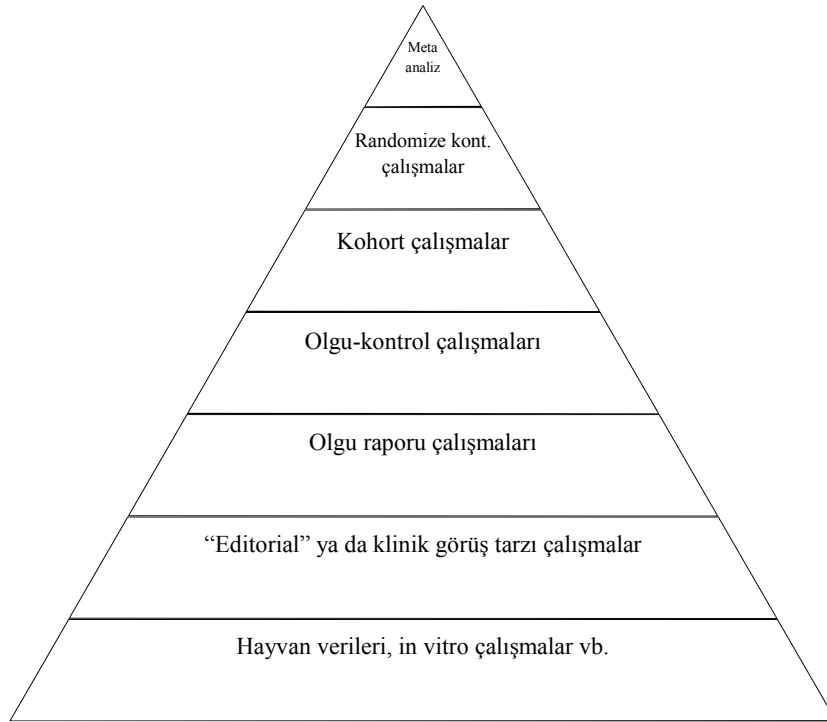 Meta
analiz
Randomize kont.
çalışmalar
Kohort çalışmalar
Olgu-kontrol çalışmaları
Olgu raporu çalışmaları
“Editorial” ya da klinik görüş tarzı çalışmalar
Hayvan verileri, in vitro çalışmalar vb.